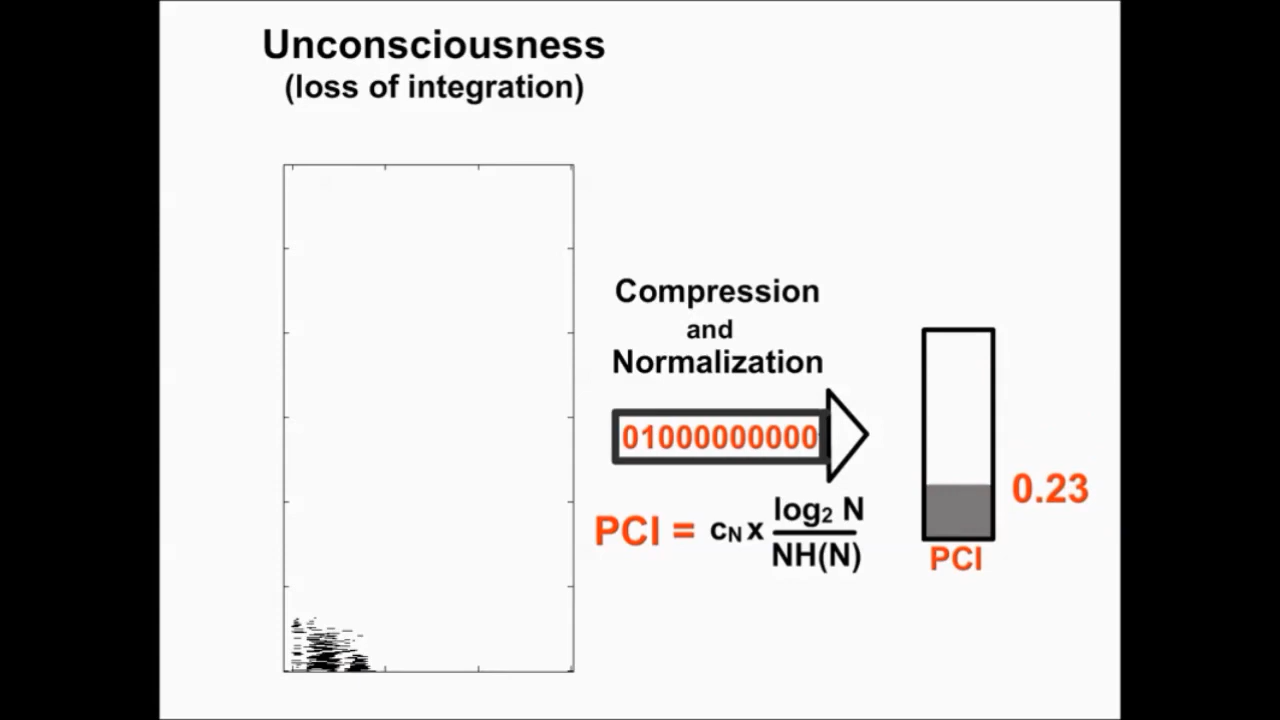 Unconsciousness
(loss of integration)
Compression
and
Normalization
01000000000
PCI = cN x log2 N
NH(N)
0.23
PCI